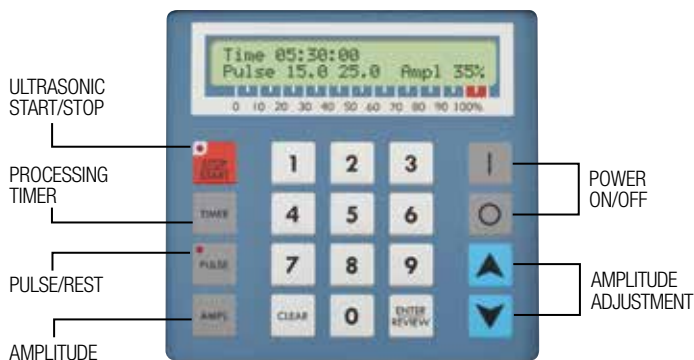 Time 05:30:00
Pulse 15.0 25.0 Ampl 35%
0 10 20 30 40 50 60 70 80 90 100%
ULTRASONIC
START/STOP
STOP
START
1 2 3
I
POWER
ON/OFF
PROCESSING
TIMER
TIMER
4 5 6
O
PULSE/REST
PULSE
7 8 9
AMPLITUDE
ADJUSTMENT
AMPLITUDE
AMPL
CLEAR
0
ENTER
REVIEW